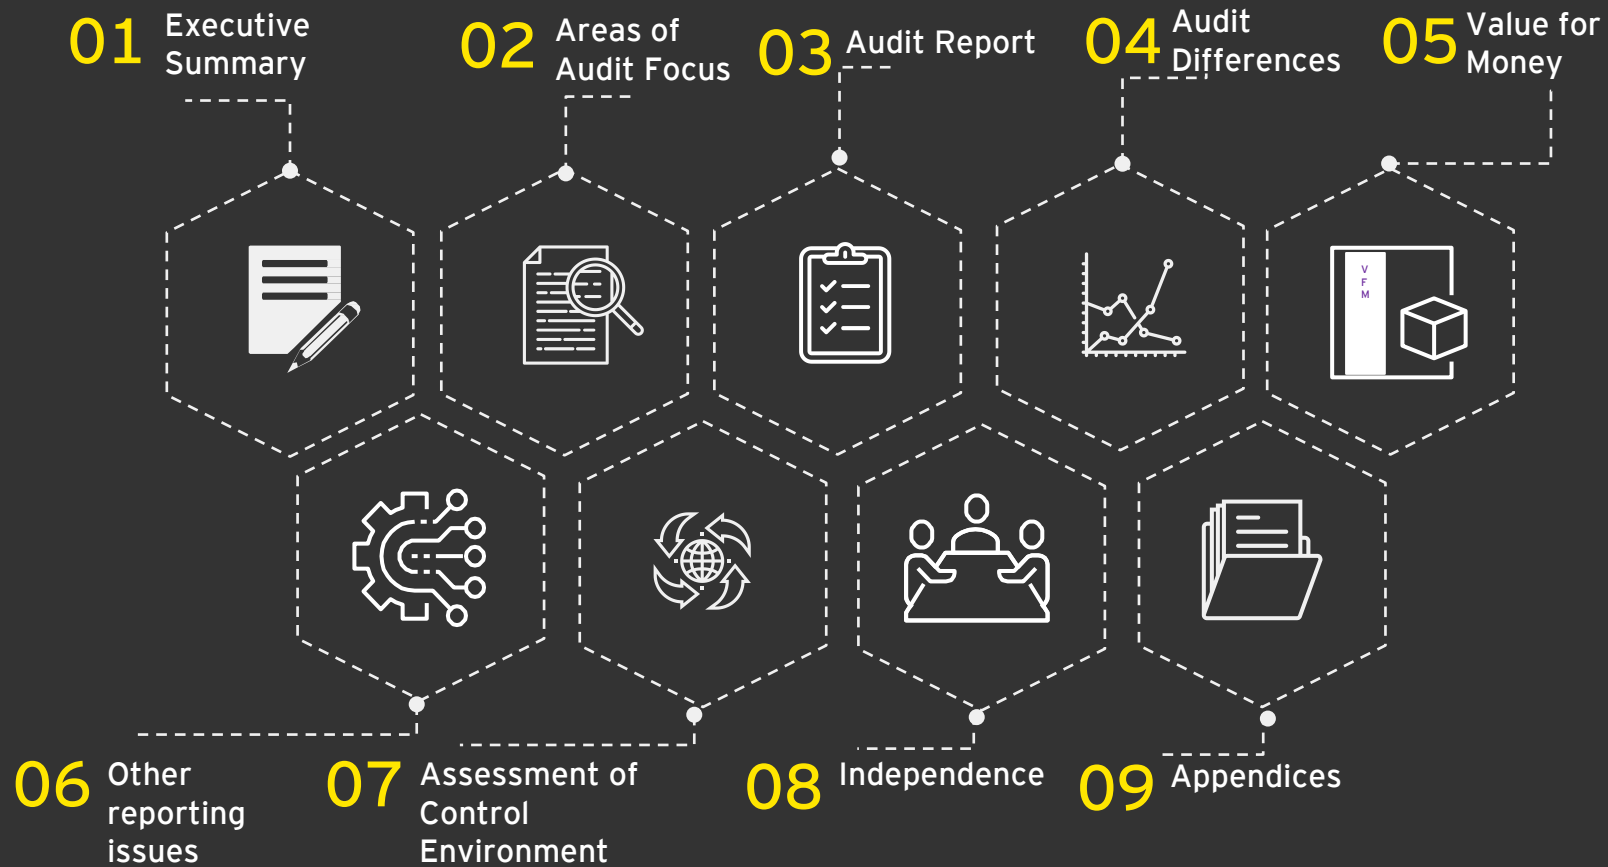 01 Executive
Summary
02 Areas of
Audit Focus
03 Audit Report
04 Audit
Differences
05 Value for
Money
V
F
M
06 Other
reporting
issues
07 Assessment of
Control
Environment
08 Independence
09 Appendices